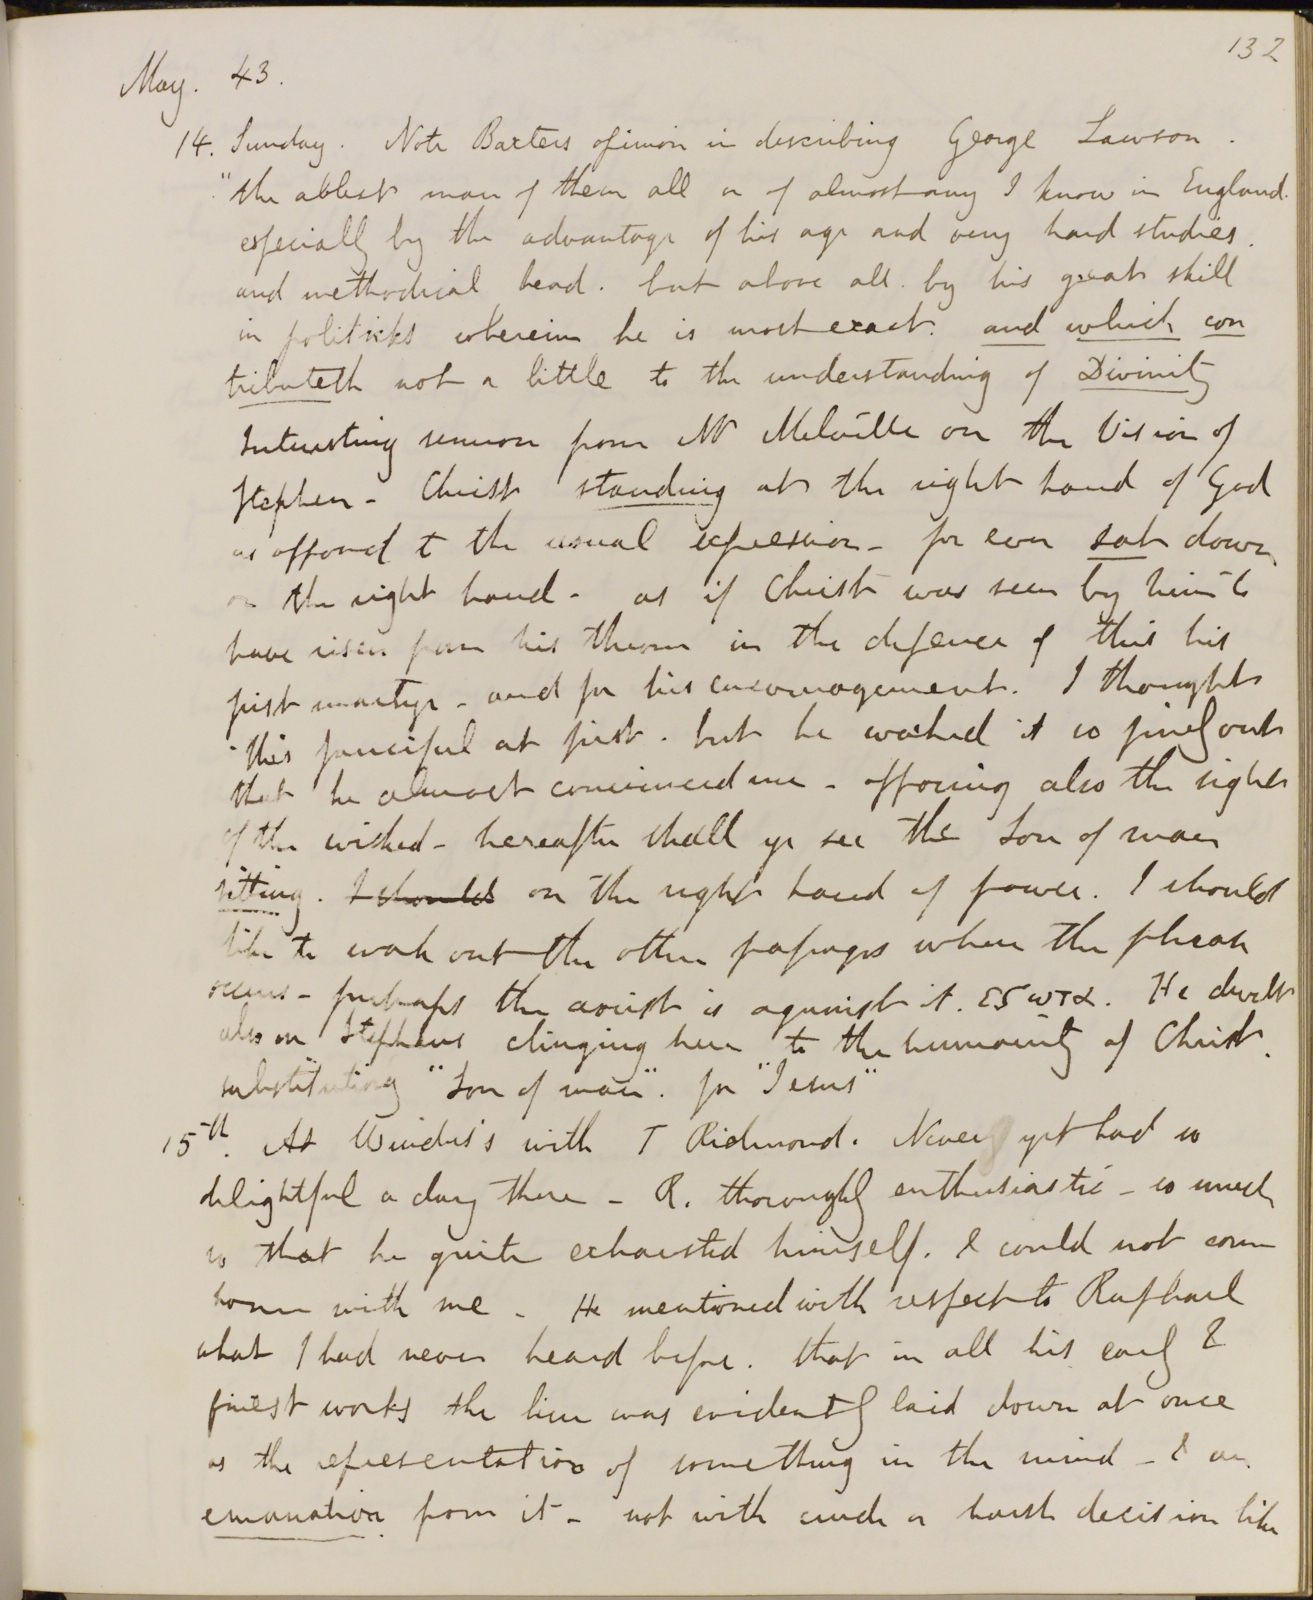 132
May. 43.
14. Sunday. Note Baxters opinion in describing George Lawson.
"the ablest man of them all or of almost any I know in England.
especially by the advantage of his age and very hard studies.
and methodical head. but above all. by his great skill
in politicks wherein he is most exact. and which con
tributeth not a little to the understanding of Divinity
Interesting sermon from Mr Melville on the Vision of
Stephen - Christ standing at the right hand of God
as opposed to the usual expression - for ever sat down
on the right hand - as if Christ was seen by him to
have risen from his throne in the defence of this his
first martyr - and for his encouragement. I thought
this fanciful at first. but he worked it so finely out
that he almost convinced me - opposing also the sight
of the wicked - hereafter shall ye see the Son of man
sitting. I should on the right hand of power. I should
like to work out the other passages where the phrase
occurs - perhaps the aorist is against it. εςωτα. He dwelt
also on Stephens clinging here to the humanity of Christ.
substituting "Son of man". for "Jesus"
15th. At Windus's with T Richmond. Never yet had so
delightful a day there - R. thoroughly enthusiastic - so much
so that he quite exhausted himself. & could not come
home with me - He mentioned with respect to Raphael
what I had never heard before. that in all his early &
finest works the line was evidently laid down at once
as the representation of something in the mind - & an
emanation from it - not with such a harsh decision like